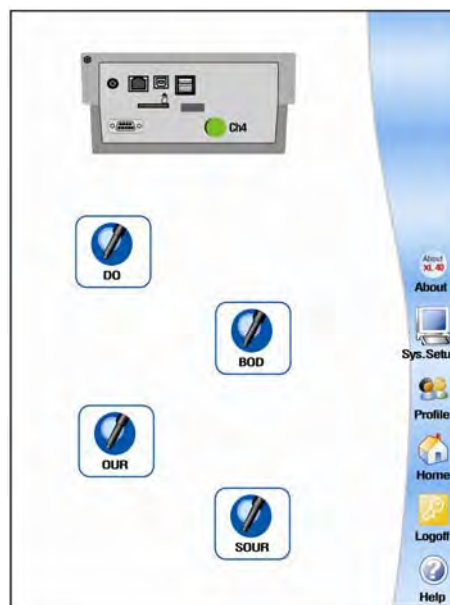 Ch4
DO
BOD
OUR
SOUR
About
XL 40
About
Sys.Setu
Profile
Home
Logoff
Help